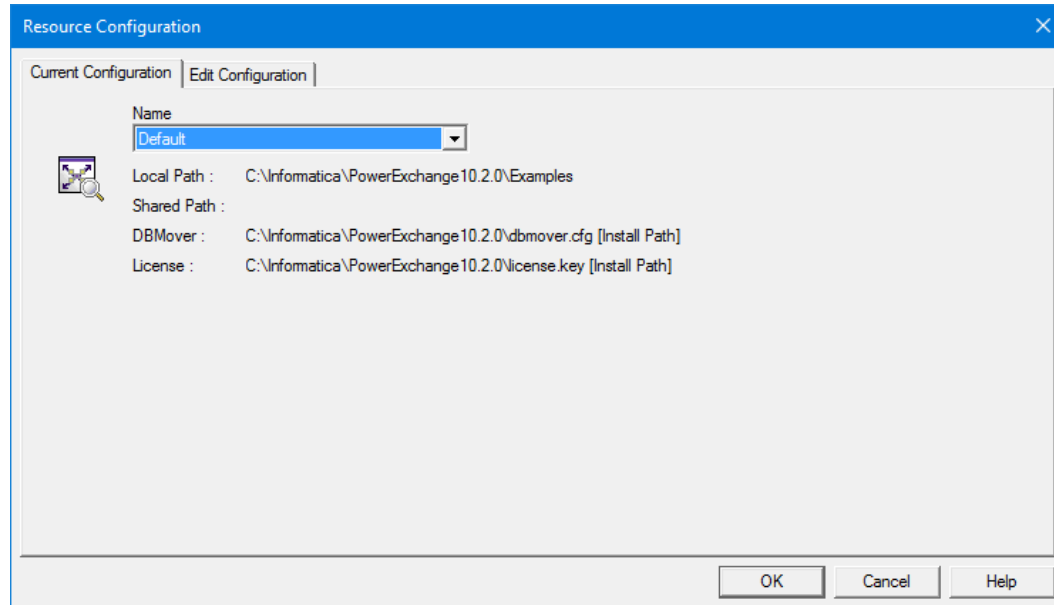 Resource Configuration
Current Configuration
Edit Configuration
Name
Default
Local Path : C:\Informatica\PowerExchange10.2.0\Examples
Shared Path :
DBMover : C:\Informatica\PowerExchange10.2.0\dbmover.cfg [Install Path]
License : C:\Informatica\PowerExchange10.2.0\license.key [Install Path]
OK
Cancel
Help